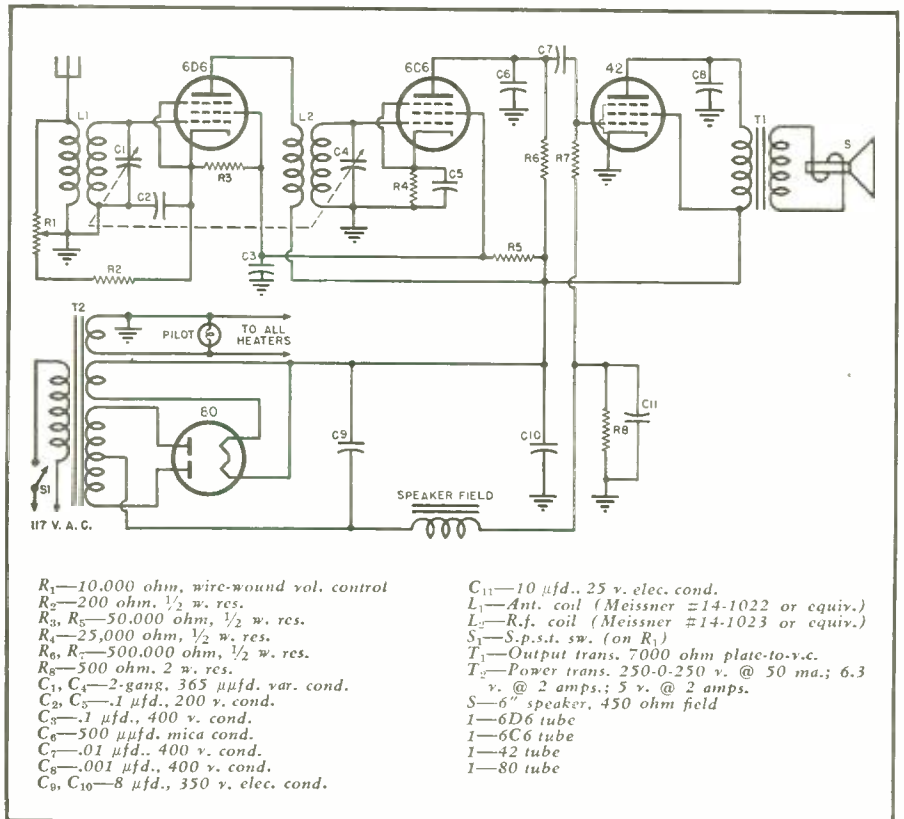 6D6
6C6
C7
42
C6
C8
L1
L2
T1
S
C1
C4
R3
R4
C5
R6
R7
C2
R1
R2
C3
R5
T2
PILOT
TO ALL
HEATERS
80
C9
C10
R8
C11
S1
SPEAKER FIELD
117 V. A. C.
R₁—10.000 ohm, wire-wound vol. control
R₂—200 ohm. ½ w. res.
R₃, R₅—50.000 ohm, ½ w. res.
R₄—25,000 ohm, ½ w. res.
R₆, R₇—500.000 ohm, ½ w. res.
R₈—500 ohm. 2 w. res.
C₁, C₄—2-gang, 365 μμfd. var. cond.
C₂, C₅—.1 μfd., 200 v. cond.
C₃—.1 μfd., 400 v. cond.
C₆—500 μμfd. mica cond.
C₇—.01 μfd.. 400 v. cond.
C₈—.001 μfd., 400 v. cond.
C₉, C₁₀—8 μfd., 350 v. elec. cond.
C₁₁—10 μfd.. 25 v. elec. cond.
L₁—Ant. coil (Meissner #14-1022 or equiv.)
L₂—R.f. coil (Meissner #14-1023 or equiv.)
S₁—S.p.s.t. sw. (on R₁)
T₁—Output trans. 7000 ohm plate-to-v.c.
T₂—Power trans. 250-0-250 v. @ 50 ma.; 6.3
v. @ 2 amps.; 5 v. @ 2 amps.
S—6" speaker, 450 ohm field
1—6D6 tube
1—6C6 tube
1—42 tube
1—80 tube